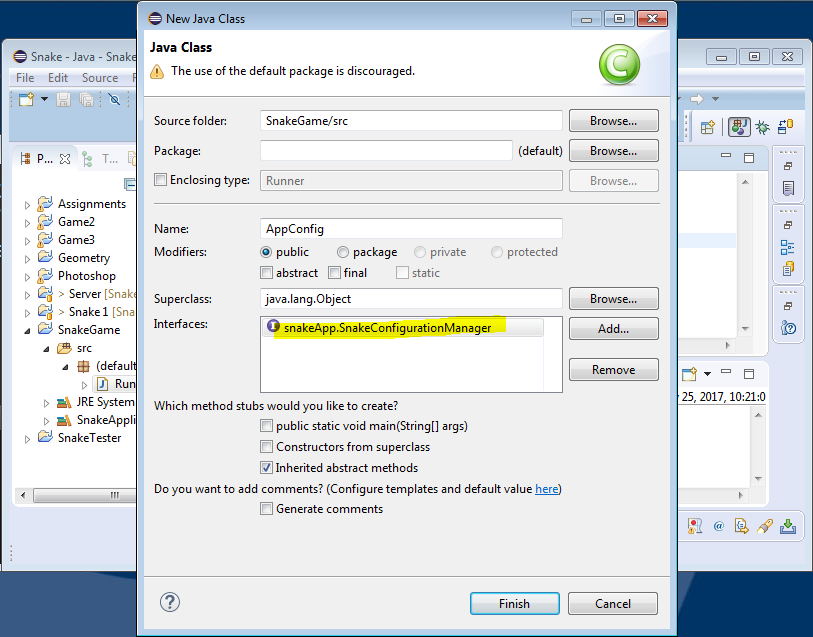 New Java Class
Java Class
The use of the default package is discouraged.
Source folder: SnakeGame/src Browse...
Package: (default) Browse...
Enclosing type: Runner Browse...
Name: AppConfig
Modifiers: public package private protected
abstract final static
Superclass: java.lang.Object Browse...
Interfaces: snakeApp.SnakeConfigurationManager Add...
Remove
Which method stubs would you like to create?
public static void main(String[] args)
Constructors from superclass
Inherited abstract methods
Do you want to add comments? (Configure templates and default value here)
Generate comments
Finish Cancel
Snake - Java - Snake
File Edit Source
P... T...
Assignments
Game2
Game3
Geometry
Photoshop
> Server [Snake
> Snake 1 [Sna
SnakeGame
src
(default
Run
JRE System
SnakeAppli
SnakeTester
25, 2017, 10:21:0